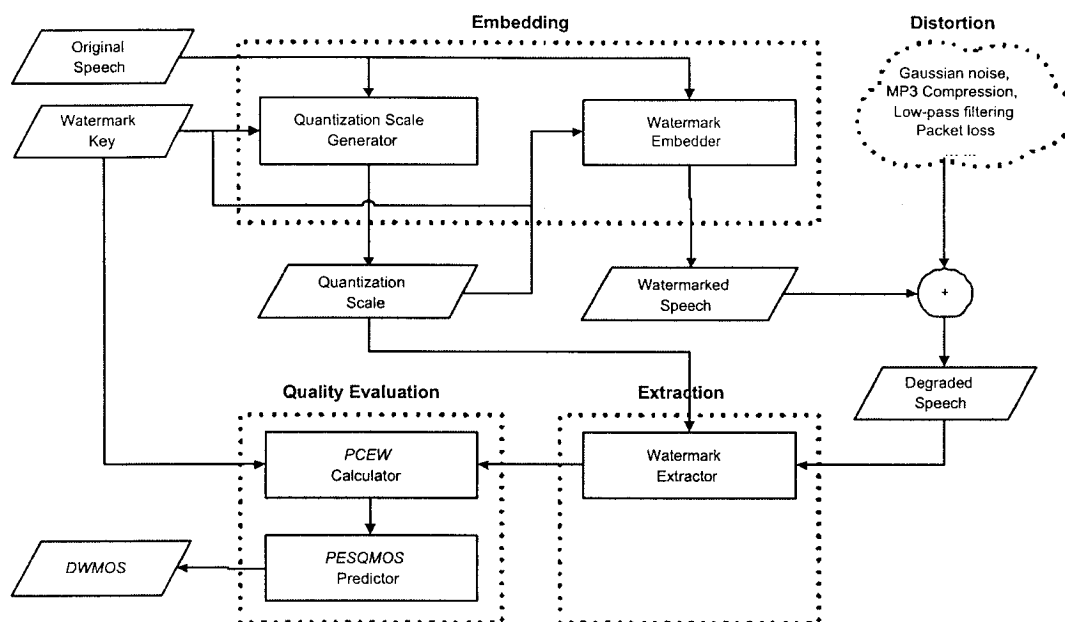 Embedding
Distortion
Original
Speech
Gaussian noise,
MP3 Compression,
Low-pass filtering
Packet loss
... ...
Watermark
Key
Quantization Scale
Generator
Watermark
Embedder
Quantization
Scale
Watermarked
Speech
+
Degraded
Speech
Quality Evaluation
Extraction
PCEW
Calculator
Watermark
Extractor
DWMOS
PESQMOS
Predictor